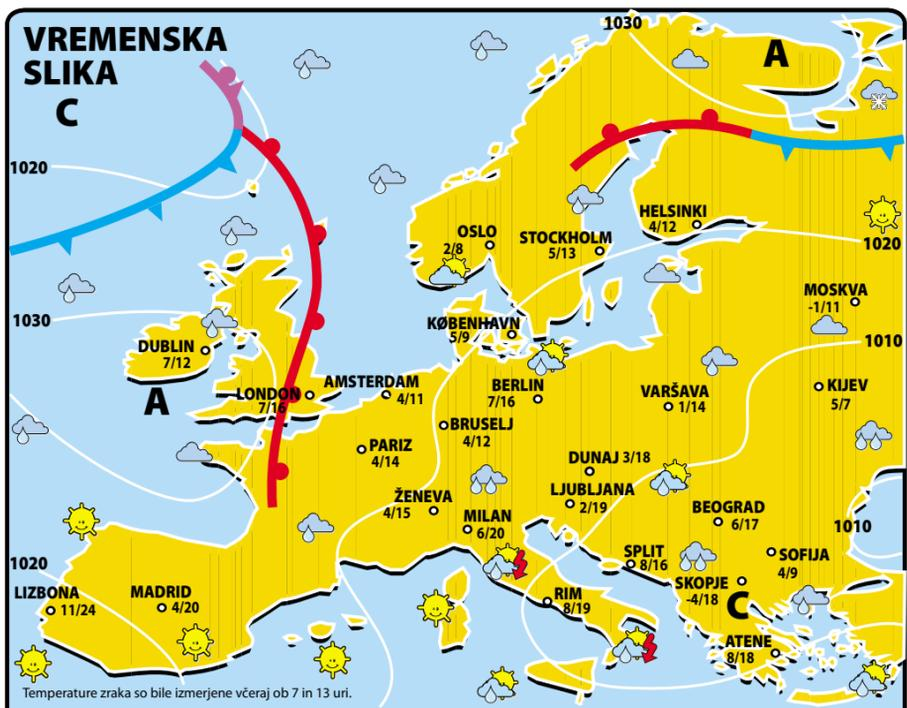 VREMENSKA
SLIKA
1030
A
C
1020
HELSINKI
4/12
OSLO
2/8
STOCKHOLM
5/13
1020
MOSKVA
-1/11
1030
KØBENHAVN
5/9
DUBLIN
7/12
1010
A
LONDON
7/16
AMSTERDAM
4/11
BERLIN
7/16
VARŠAVA
1/14
KIJEV
5/7
BRUSELJ
4/12
PARIZ
4/14
DUNAJ 3/18
ŽENEVA
4/15
LJUBLJANA
2/19
MILAN
6/20
BEOGRAD
6/17
1010
SPLIT
8/16
SOFIJA
4/9
1020
SKOPJE
-4/18
LIZBONA
11/24
MADRID
4/20
RIM
8/19
C
ATENE
8/18
Temperature zraka so bile izmerjene včeraj ob 7 in 13 uri.